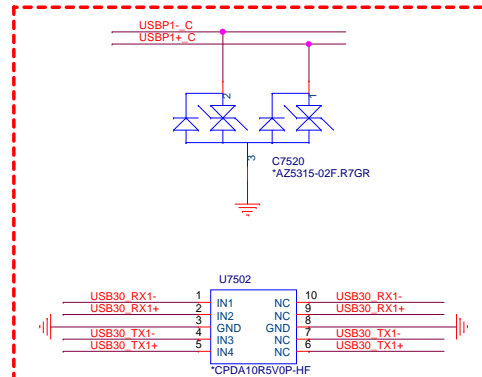 USBP1-_C
USBP1+_C
2
1
3
C7520
*AZ5315-02F.R7GR
U7502
USB30_RX1- 1 IN1 NC 10 USB30_RX1-
USB30_RX1+ 2 IN2 NC 9 USB30_RX1+
3 GND GND 8
USB30_TX1- 4 IN3 NC 7 USB30_TX1-
USB30_TX1+ 5 IN4 NC 6 USB30_TX1+
*CPDA10R5V0P-HF